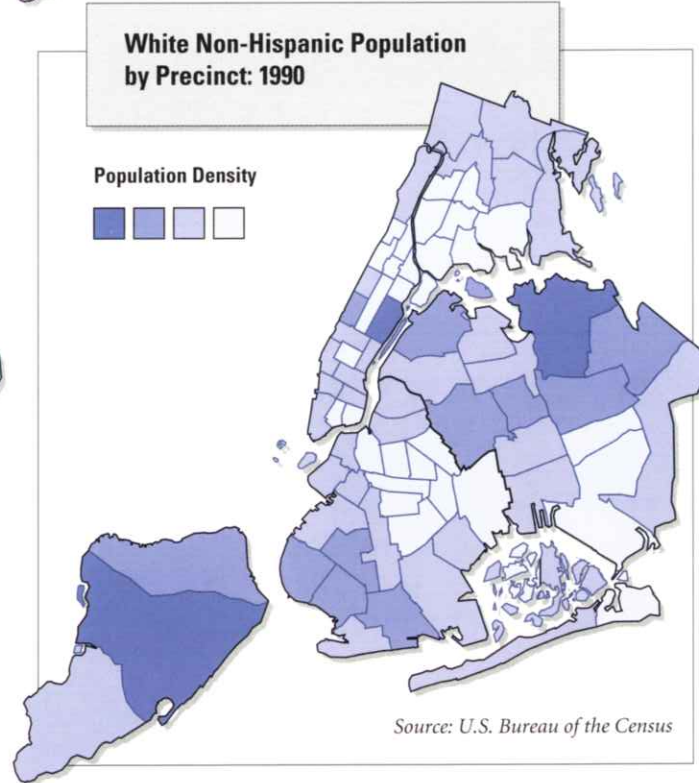 White Non-Hispanic Population
by Precinct: 1990
Population Density
Source: U.S. Bureau of the Census